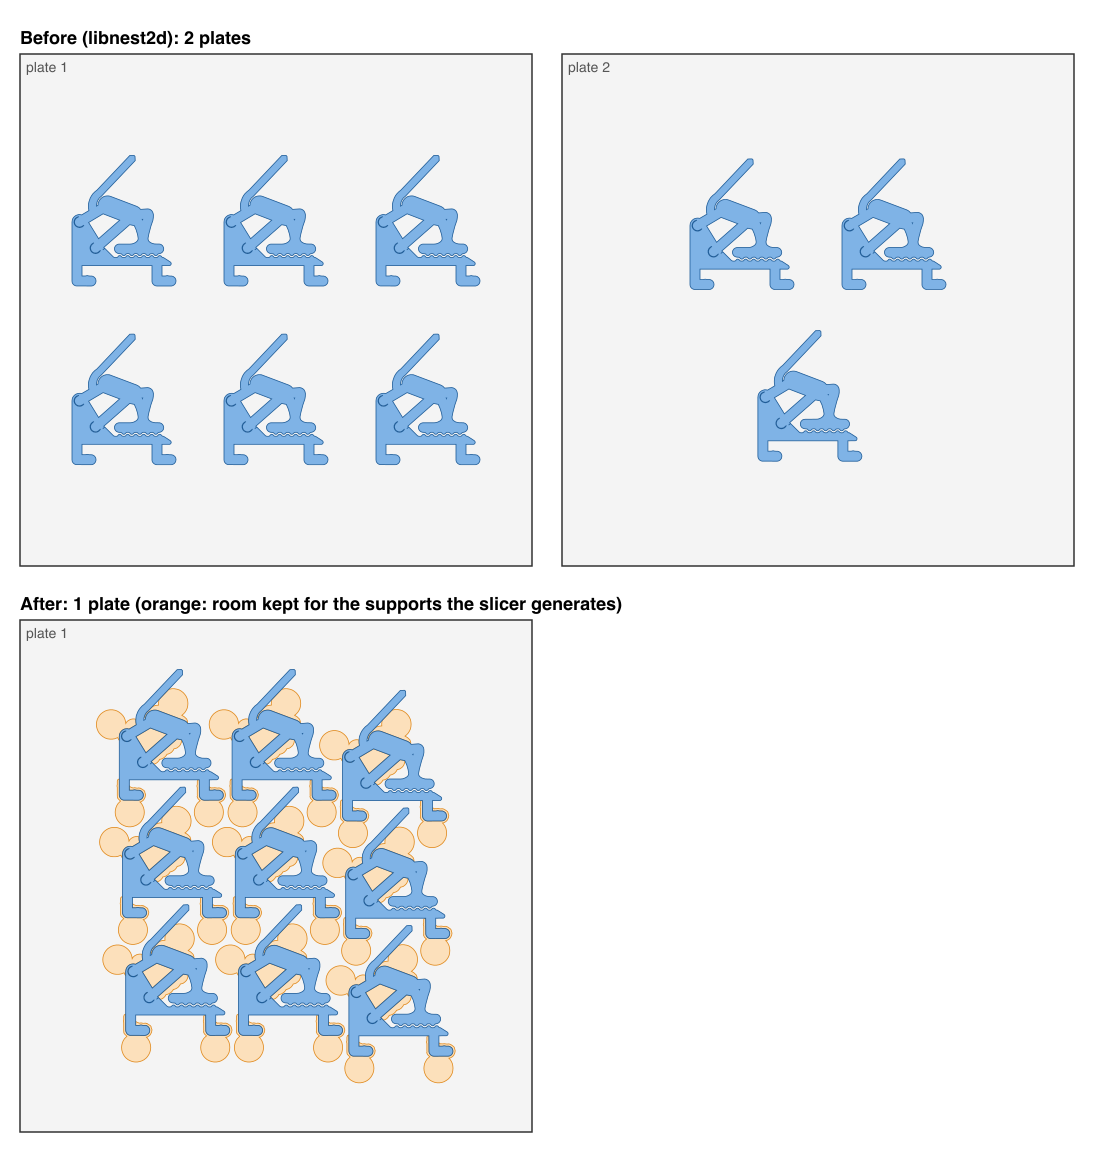 Before (libnest2d): 2 plates
plate 1
plate 2
After: 1 plate (orange: room kept for the supports the slicer generates)
plate 1